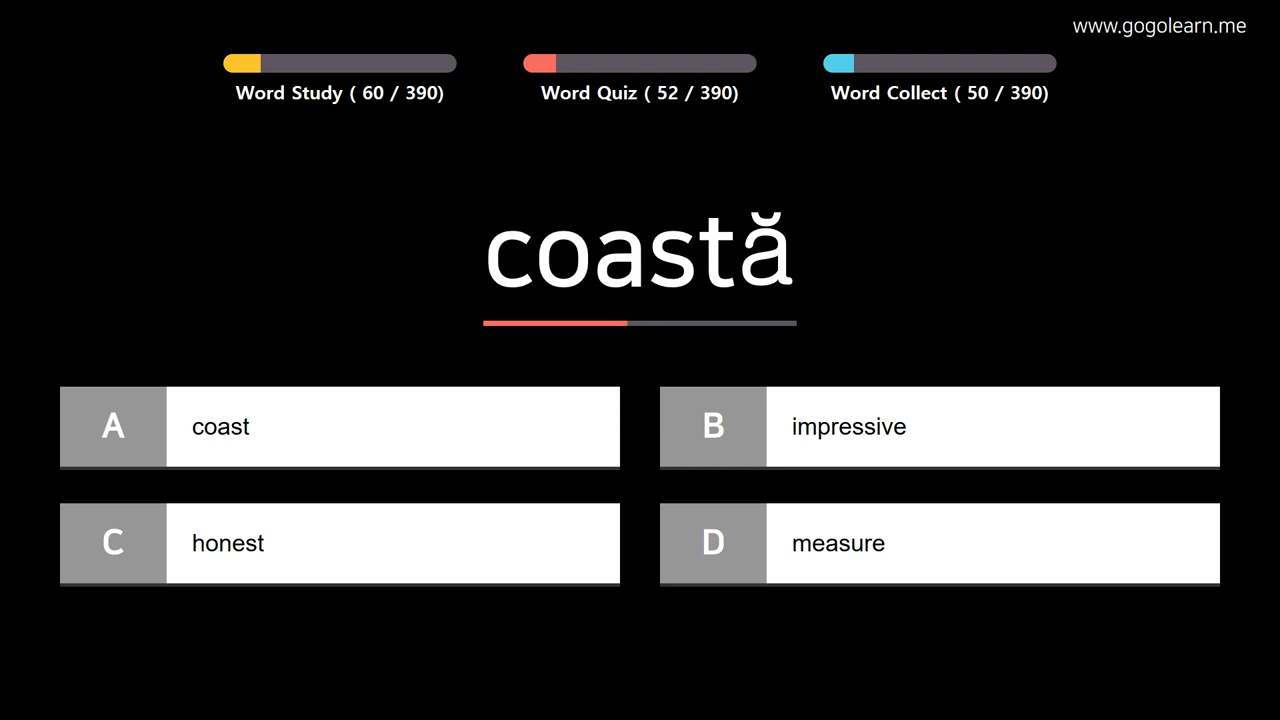 www.gogolearn.me
Word Study ( 60 / 390)
Word Quiz ( 52 / 390)
Word Collect ( 50 / 390)
coastă
A coast
B impressive
C honest
D measure